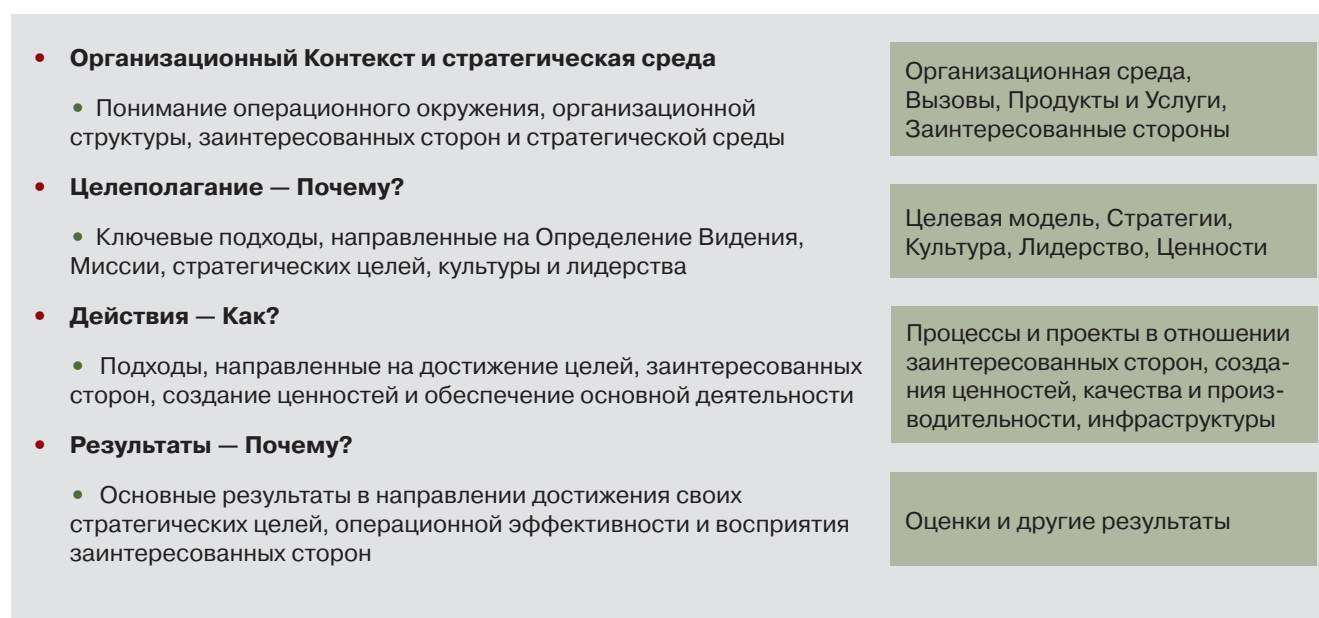 • Организационный Контекст и стратегическая среда
• Понимание операционного окружения, организационной
структуры, заинтересованных сторон и стратегической среды
Организационная среда,
Вызовы, Продукты и Услуги,
Заинтересованные стороны
• Целеполагание — Почему?
• Ключевые подходы, направленные на Определение Видения,
Миссии, стратегических целей, культуры и лидерства
Целевая модель, Стратегии,
Культура, Лидерство, Ценности
• Действия — Как?
• Подходы, направленные на достижение целей, заинтересованных
сторон, создание ценностей и обеспечение основной деятельности
Процессы и проекты в отношении
заинтересованных сторон, созда-
ния ценностей, качества и произ-
водительности, инфраструктуры
• Результаты — Почему?
• Основные результаты в направлении достижения своих
стратегических целей, операционной эффективности и восприятия
заинтересованных сторон
Оценки и другие результаты